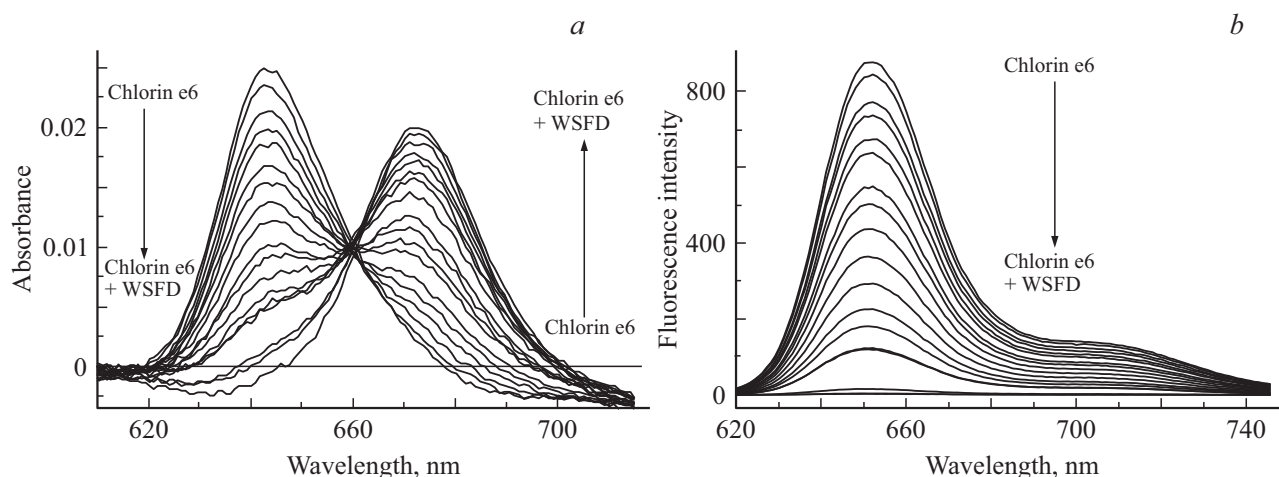 a
Chlorin e6
Chlorin e6
+ WSFD
Chlorin e6
+ WSFD
Chlorin e6
Absorbance
0.02
0.01
0
620
660
700
Wavelength, nm
b
Chlorin e6
Chlorin e6
+ WSFD
Fluorescence intensity
800
400
0
620
660
700
740
Wavelength, nm